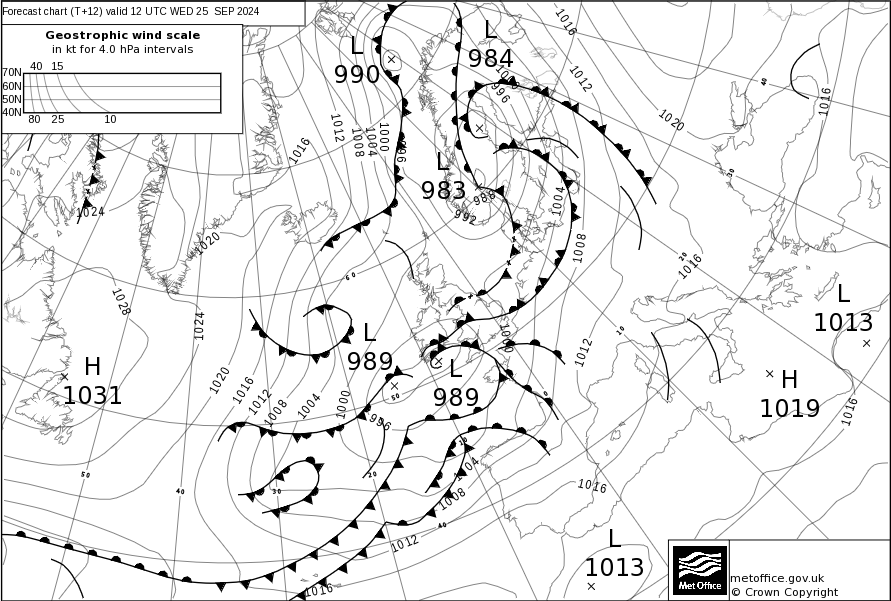 Forecast chart (T+12) valid 12 UTC WED 25 SEP 2024
Geostrophic wind scale
in kt for 4.0 hPa intervals
40 15
70N
60N
50N
40N
80 25 10
L
990
L
984
L
983
L
989
L
989
H
1031
L
1013
H
1019
L
1013
1016
1012
1020
1016
1012
1008
1004
1000
996
996
1016
1024
1020
1028
1024
988
992
1004
1008
1016
1012
1000
1020
1016
1012
1008
1004
1000
996
1004
1008
1012
1016
1016
1016
60
50
50
40
30
20
10
40
40
30
20
10
0
Met Office
metoffice.gov.uk
© Crown Copyright